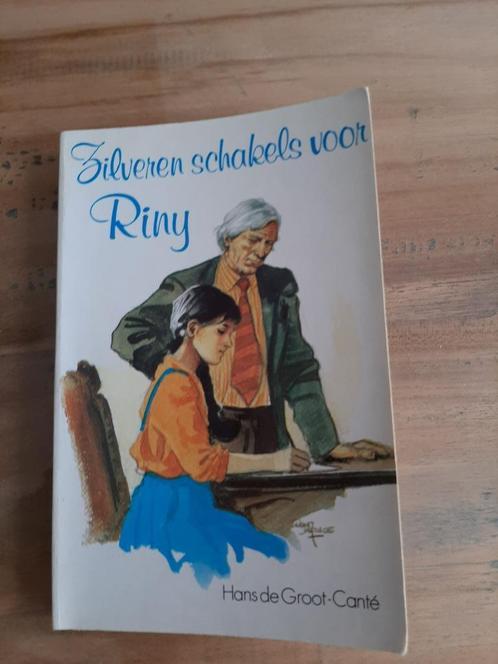 Zilveren schakels voor
Riny
Hans de Groot-Canté